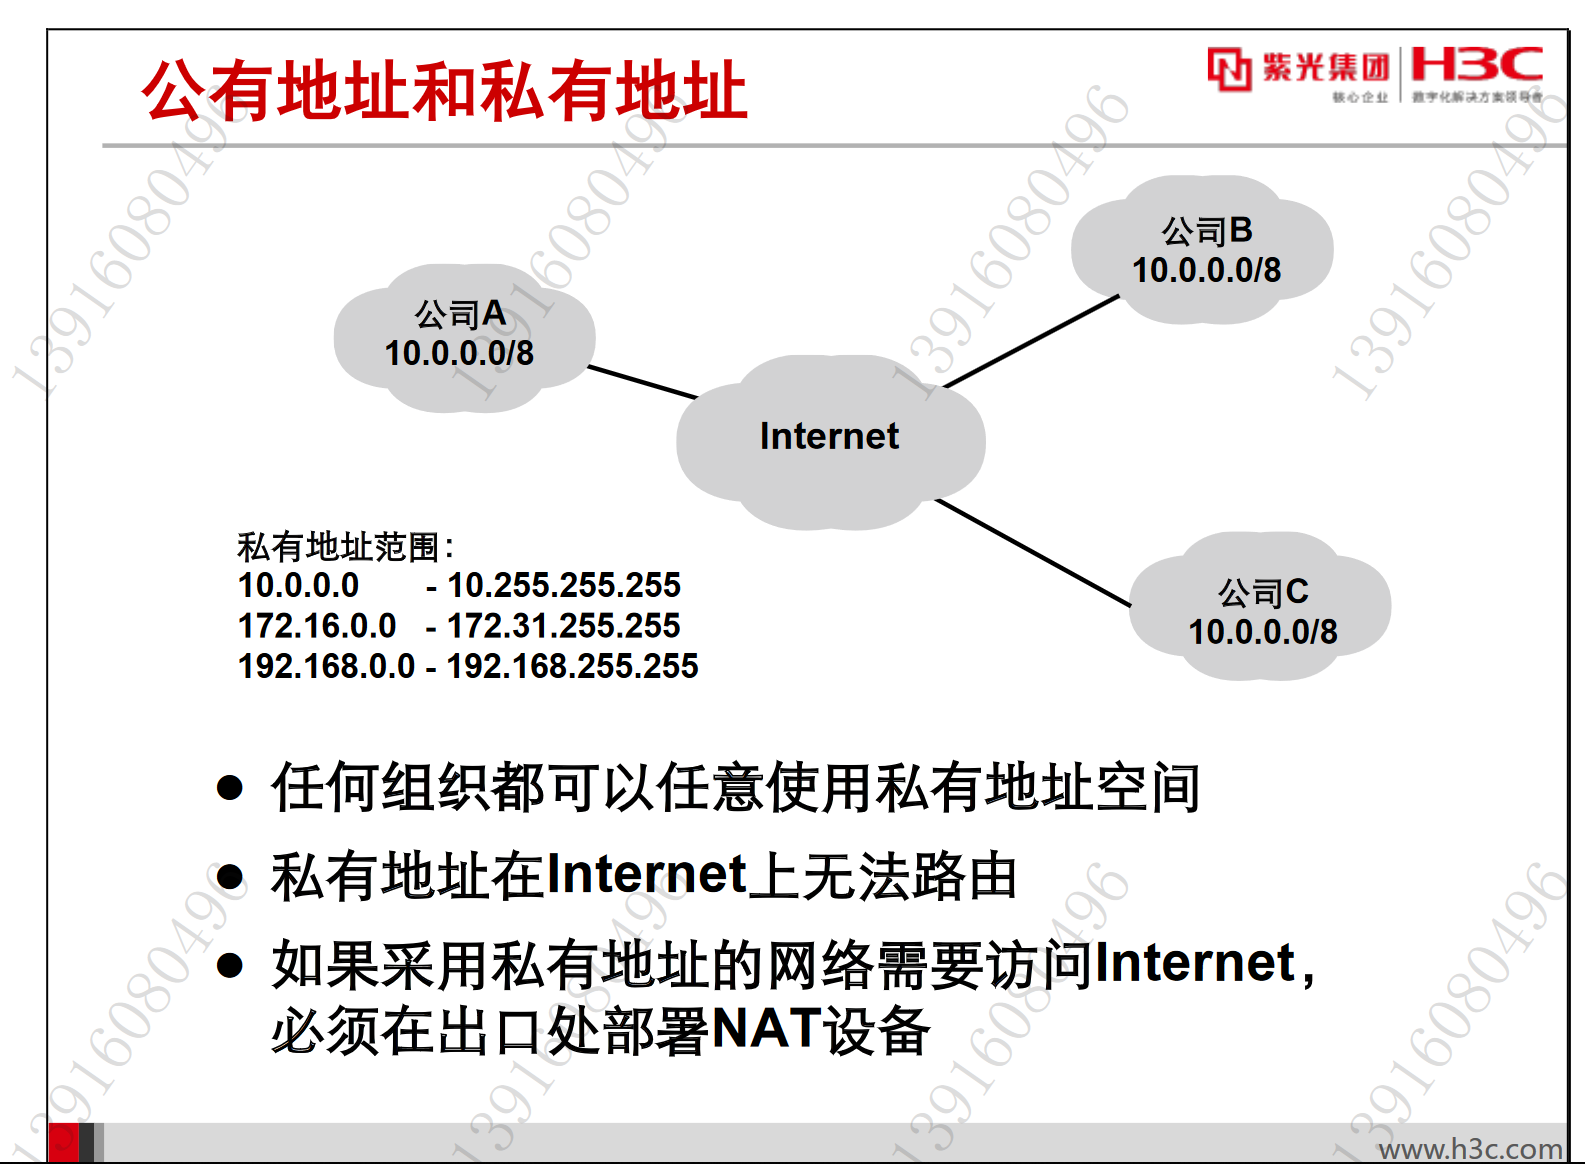 公有地址和私有地址
紫光集团
核心企业
H3C
数字化解决方案领导者
公司B
10.0.0.0/8
公司A
10.0.0.0/8
Internet
公司C
10.0.0.0/8
私有地址范围：
10.0.0.0 - 10.255.255.255
172.16.0.0 - 172.31.255.255
192.168.0.0 - 192.168.255.255
● 任何组织都可以任意使用私有地址空间
● 私有地址在Internet上无法路由
● 如果采用私有地址的网络需要访问Internet，
必须在出口处部署NAT设备
www.h3c.com
13916080496
13916080496
13916080496
13916080496
13916080496
13916080496
13916080496
13916080496